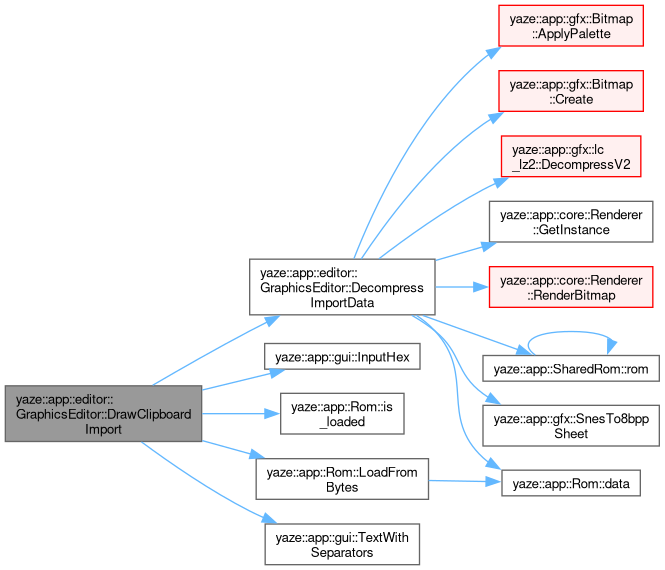 yaze::app::gfx::Bitmap
::ApplyPalette
yaze::app::gfx::Bitmap
::Create
yaze::app::gfx::lc
_lz2::DecompressV2
yaze::app::core::Renderer
::GetInstance
yaze::app::editor::
GraphicsEditor::Decompress
ImportData
yaze::app::core::Renderer
::RenderBitmap
yaze::app::gui::InputHex
yaze::app::SharedRom::rom
yaze::app::editor::
GraphicsEditor::DrawClipboard
Import
yaze::app::Rom::is
_loaded
yaze::app::gfx::SnesTo8bpp
Sheet
yaze::app::Rom::LoadFrom
Bytes
yaze::app::Rom::data
yaze::app::gui::TextWith
Separators